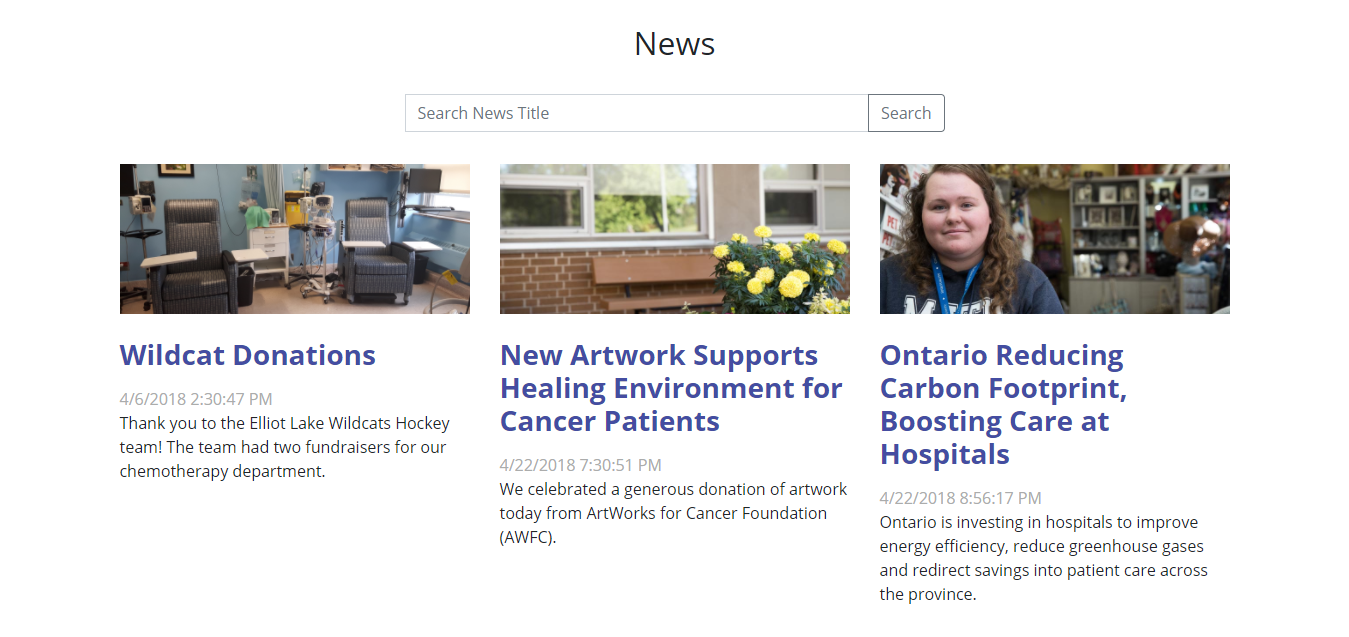 News
Search News Title
Search
Wildcat Donations
4/6/2018 2:30:47 PM
Thank you to the Elliot Lake Wildcats Hockey
team! The team had two fundraisers for our
chemotherapy department.
New Artwork Supports
Healing Environment for
Cancer Patients
4/22/2018 7:30:51 PM
We celebrated a generous donation of artwork
today from ArtWorks for Cancer Foundation
(AWFC).
Ontario Reducing
Carbon Footprint,
Boosting Care at
Hospitals
4/22/2018 8:56:17 PM
Ontario is investing in hospitals to improve
energy efficiency, reduce greenhouse gases
and redirect savings into patient care across
the province.